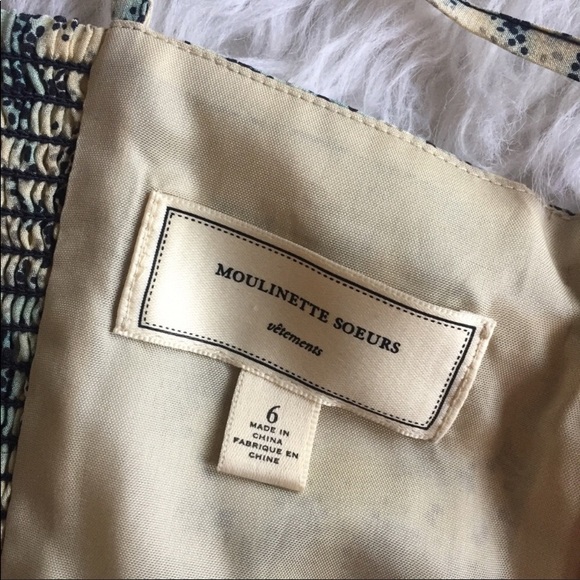 MOULINETTE SOEURS
vêtements
6
MADE IN
CHINA
FABRIQUE EN
CHINE